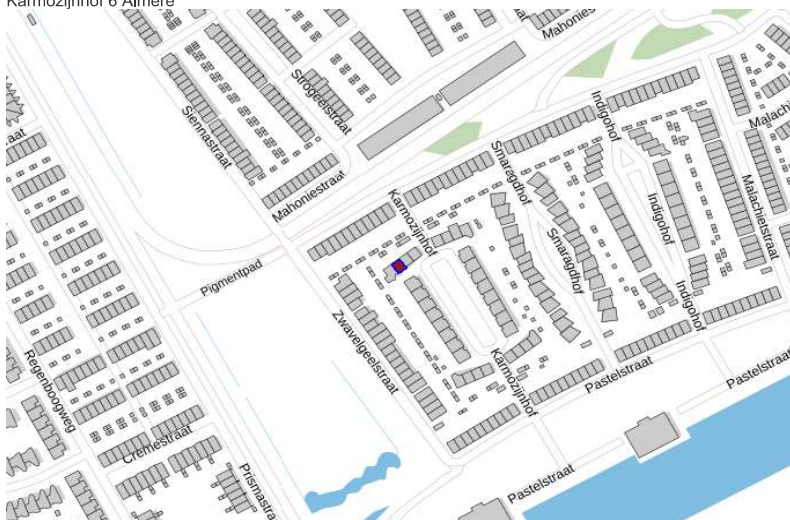 Karmozijnhof 6 Almere
Mahoniestraat
Strogeelstraat
Siennastraat
Indigohof
Malachietstraat
Smaragdhof
Mahoniestraat
Karmozijnhof
Indigohof
Malachietstraat
Pigmentpad
Smaragdhof
Indigohof
Zwavelgeelstraat
Regenboogweg
Karmozijnhof
Pastelstraat
Pastelstraat
Cremestraat
Prismastraat
Pastelstraat